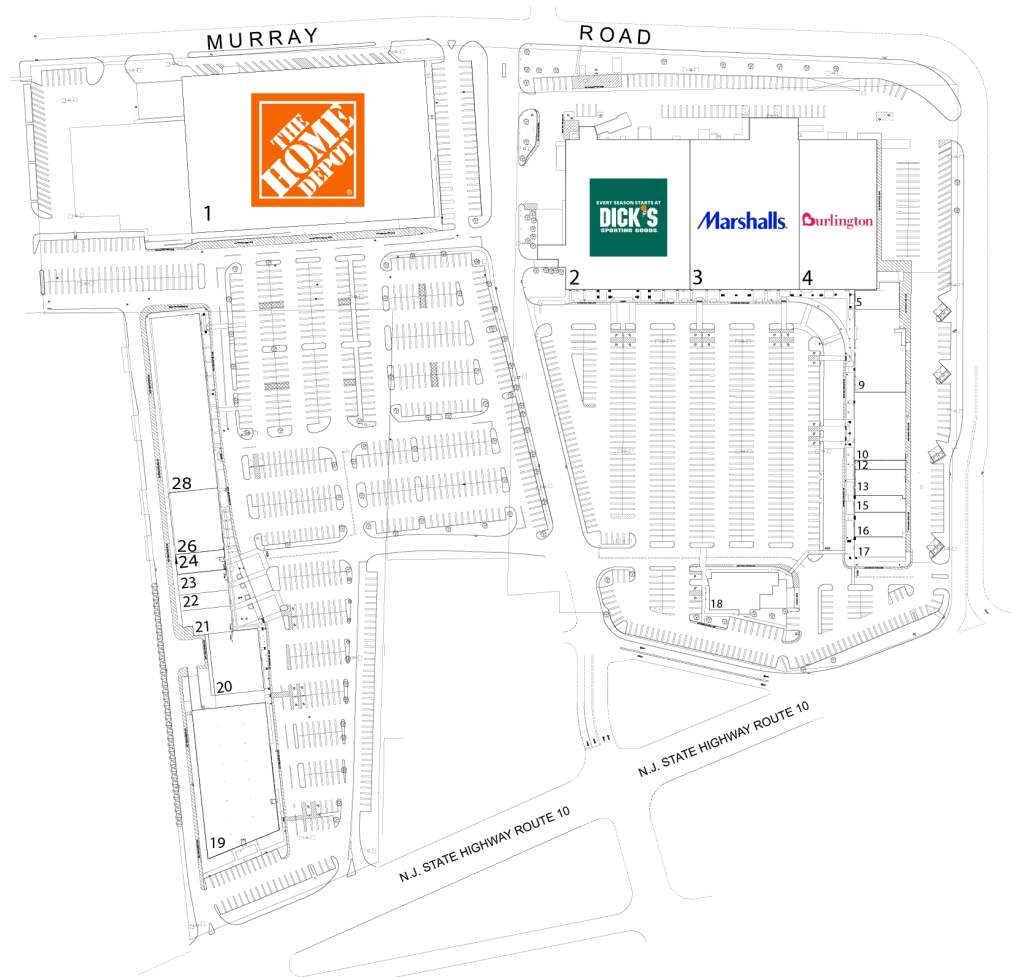 MURRAY ROAD
THE
HOME
DEPOT
®
1
EVERY SEASON STARTS AT
DICK'S
SPORTING GOODS
Marshalls
Burlington
2
3
4
5
9
10
12
13
15
16
17
18
28
26
24
23
22
21
20
19
N.J. STATE HIGHWAY ROUTE 10
N.J. STATE HIGHWAY ROUTE 10